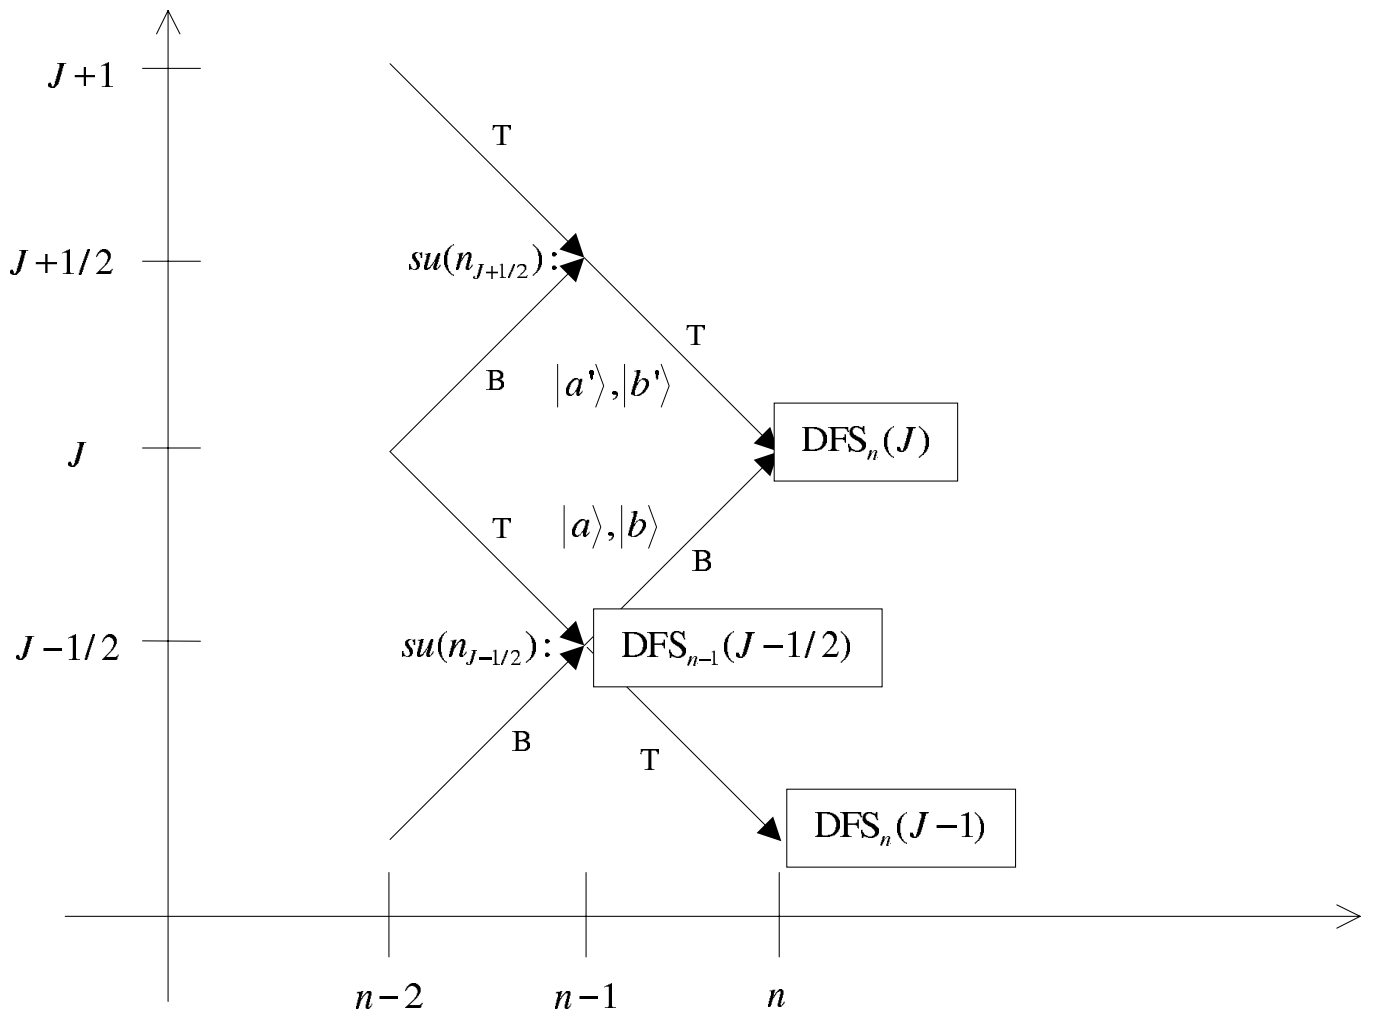 J+1
T
J+1/2
su(n_{J+1/2}):
T
B
|a'⟩,|b'⟩
DFS_n(J)
J
T
|a⟩,|b⟩
B
J−1/2
su(n_{J−1/2}):
DFS_{n−1}(J−1/2)
B
T
DFS_n(J−1)
n−2
n−1
n